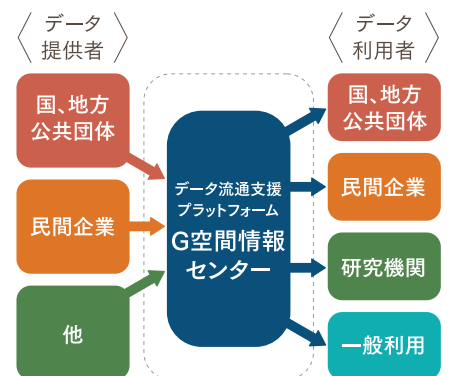 データ
提供者
国、地方
公共団体
民間企業
他
データ流通支援
プラットフォーム
G空間情報
センター
データ
利用者
国、地方
公共団体
民間企業
研究機関
一般利用